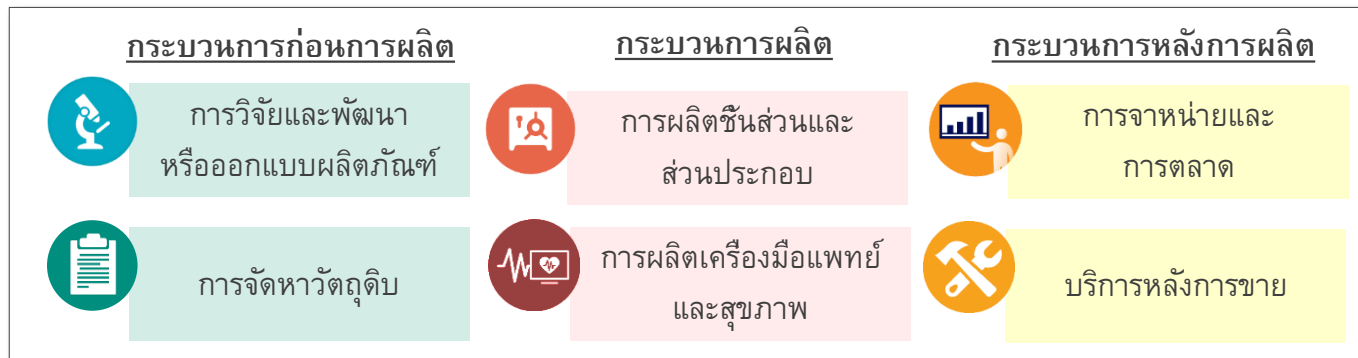 กระบวนการก่อนการผลิต
การวิจัยและพัฒนา
หรือออกแบบผลิตภัณฑ์
การจัดหาวัตถุดิบ
กระบวนการผลิต
การผลิตชิ้นส่วนและ
ส่วนประกอบ
การผลิตเครื่องมือแพทย์
และสุขภาพ
กระบวนการหลังการผลิต
การจาหน่ายและ
การตลาด
บริการหลังการขาย